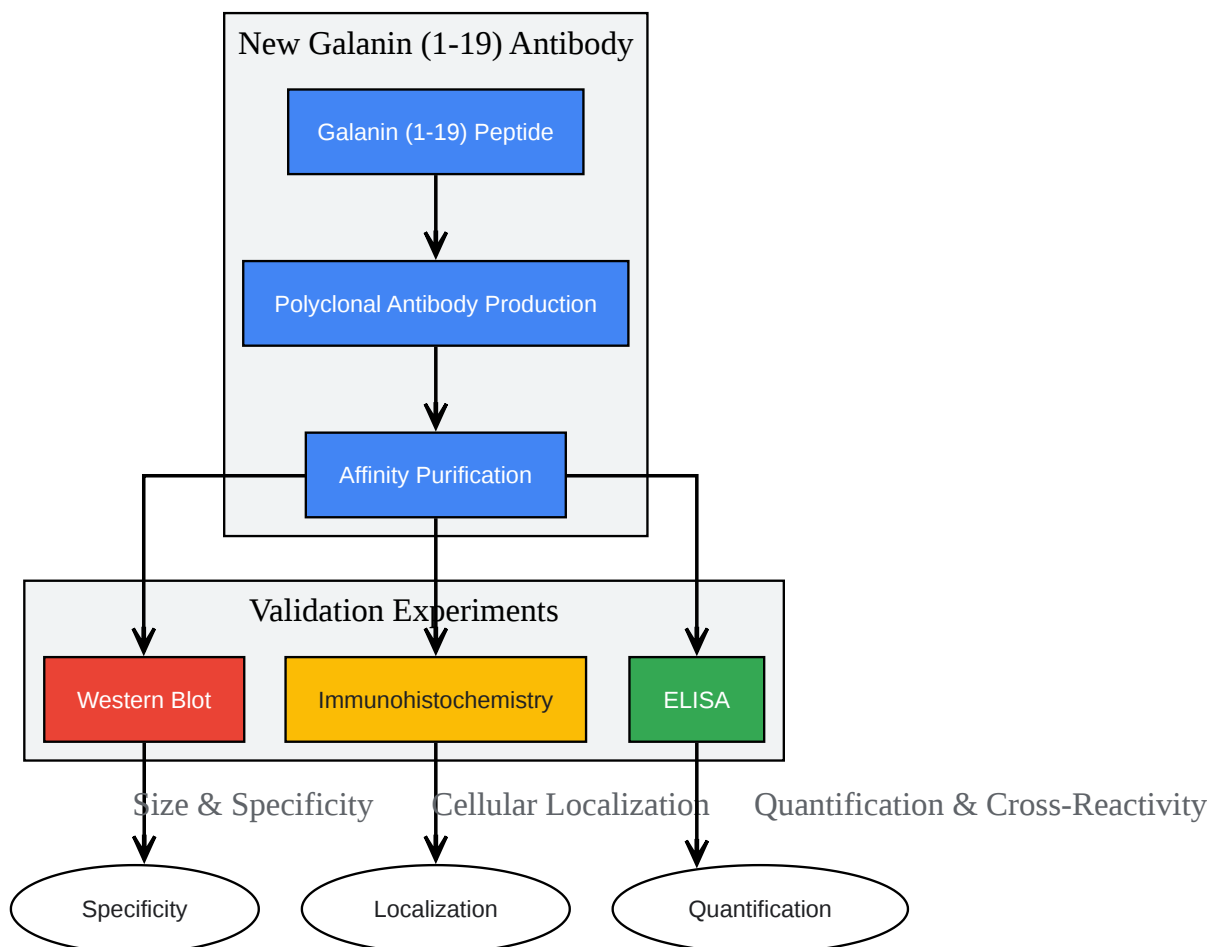 New Galanin (1-19) Antibody
Galanin (1-19) Peptide
Polyclonal Antibody Production
Affinity Purification
Validation Experiments
Western Blot
Immunohistochemistry
ELISA
Size & Specificity
Cellular Localization
Quantification & Cross-Reactivity
Specificity
Localization
Quantification